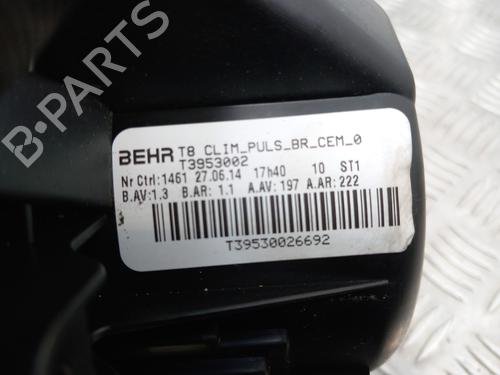 BEHR T8 CLIM_PULS_BR_CEM_0
T3953002
Nr Ctrl:1461 27.06.14 17h40 10 ST1
B.AV:1.3 B.AR: 1.1 A.AV: 197 A.AR: 222
T39530026692
B-PARTS